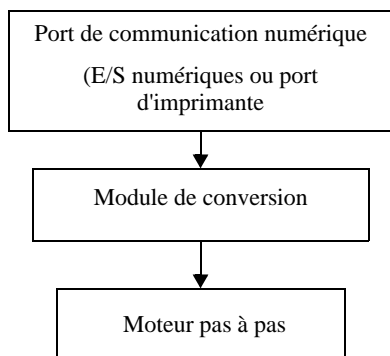 Port de communication numérique
(E/S numériques ou port
d'imprimante
Module de conversion
Moteur pas à pas